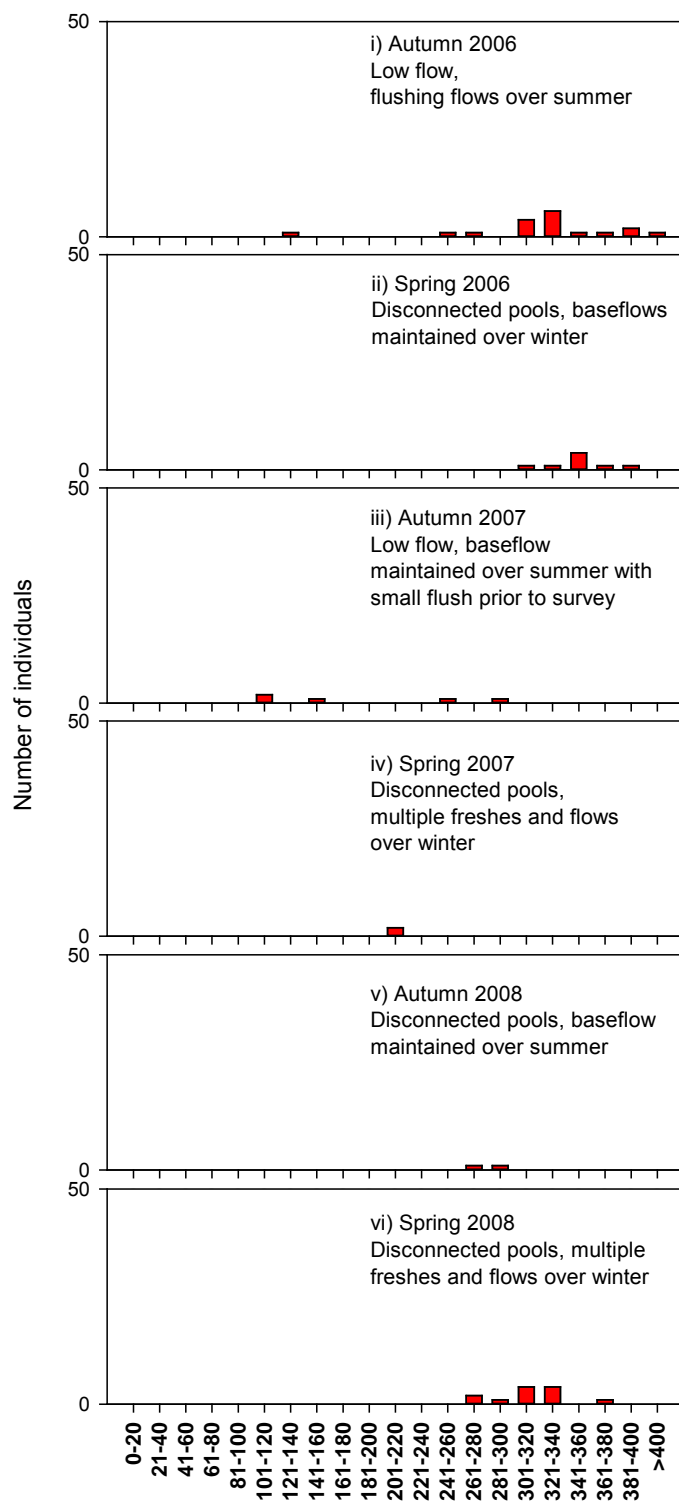 50
i) Autumn 2006
Low flow,
flushing flows over summer
0
50
ii) Spring 2006
Disconnected pools, baseflows
maintained over winter
0
50
iii) Autumn 2007
Low flow, baseflow
maintained over summer with
small flush prior to survey
Number of individuals
0
50
iv) Spring 2007
Disconnected pools,
multiple freshes and flows
over winter
0
50
v) Autumn 2008
Disconnected pools, baseflow
maintained over summer
0
50
vi) Spring 2008
Disconnected pools, multiple
freshes and flows over winter
0
0-20
21-40
41-60
61-80
81-100
101-120
121-140
141-160
161-180
181-200
201-220
221-240
241-260
261-280
281-300
301-320
321-340
341-360
361-380
381-400
>400